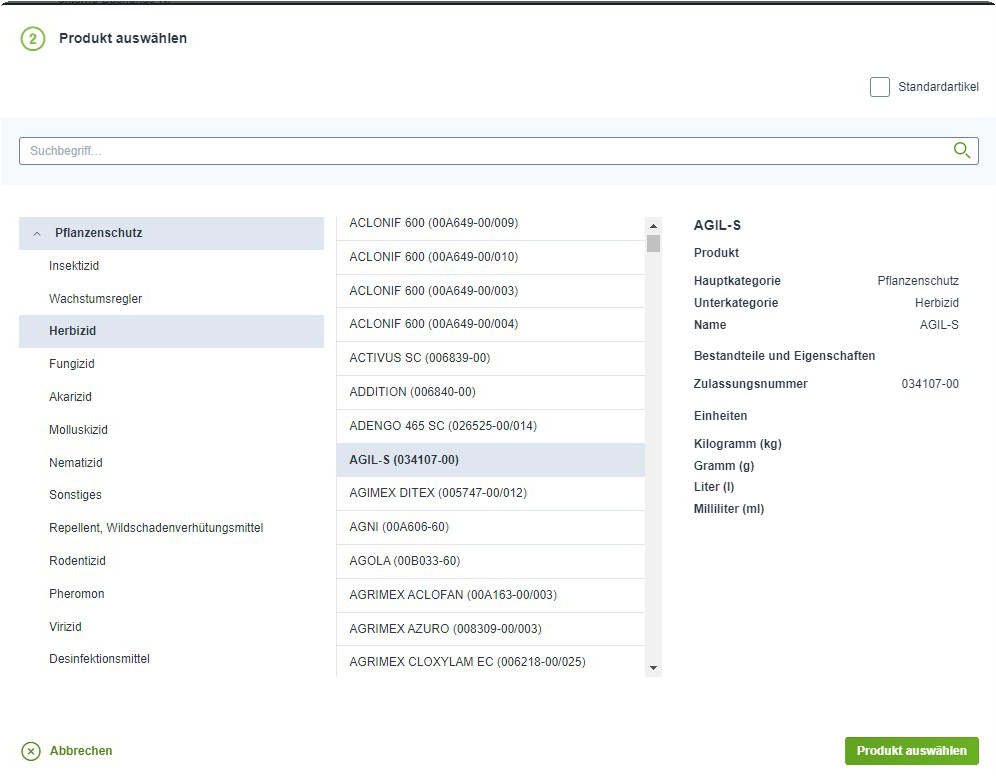 2 Produkt auswählen
Standardartikel
Suchbegriff...
Pflanzenschutz
Insektizid
Wachstumsregler
Herbizid
Fungizid
Akarizid
Molluskizid
Nematizid
Sonstiges
Repellent, Wildschadenverhütungsmittel
Rodentizid
Pheromon
Virizid
Desinfektionsmittel
ACLONIF 600 (00A649-00/009)
ACLONIF 600 (00A649-00/010)
ACLONIF 600 (00A649-00/003)
ACLONIF 600 (00A649-00/004)
ACTIVUS SC (006839-00)
ADDITION (006840-00)
ADENGO 465 SC (026525-00/014)
AGIL-S (034107-00)
AGIMEX DITEX (005747-00/012)
AGNI (00A606-60)
AGOLA (00B033-60)
AGRIMEX ACLOFAN (00A163-00/003)
AGRIMEX AZURO (008309-00/003)
AGRIMEX CLOXYLAM EC (006218-00/025)
AGIL-S
Produkt
Hauptkategorie Pflanzenschutz
Unterkategorie Herbizid
Name AGIL-S
Bestandteile und Eigenschaften
Zulassungsnummer 034107-00
Einheiten
Kilogramm (kg)
Gramm (g)
Liter (l)
Milliliter (ml)
Abbrechen
Produkt auswählen